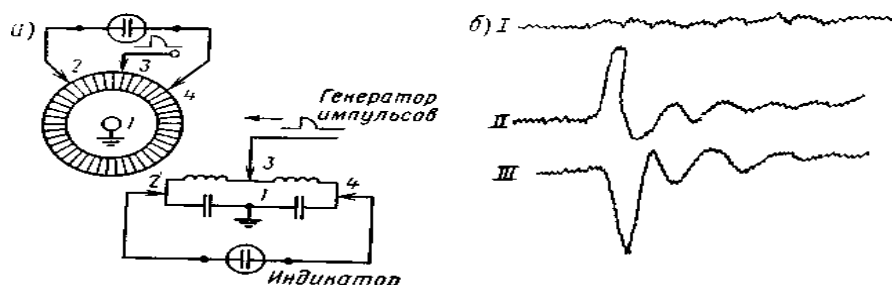 а)
2 3
4
1
Генератор
импульсов
3
2 1 4
Индикатор
б) I
II
III